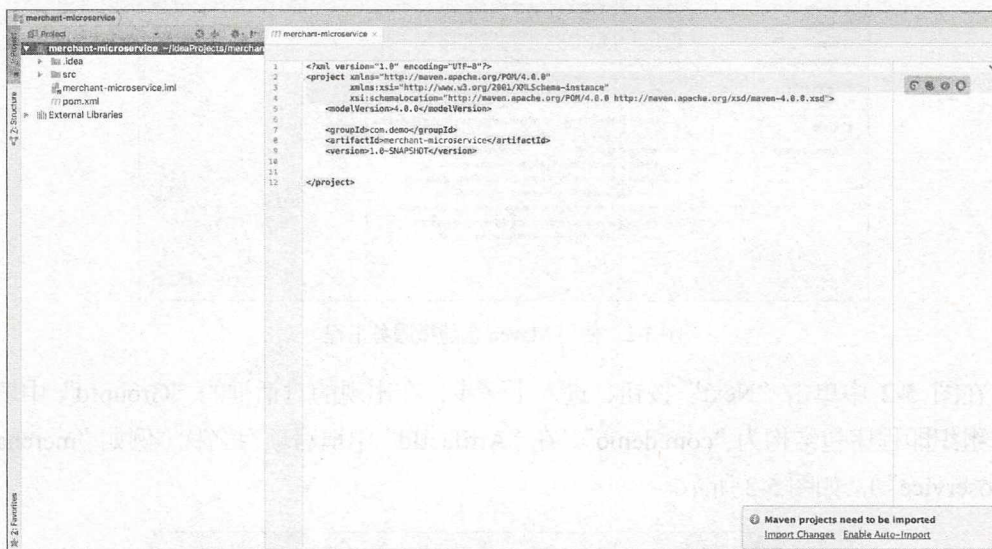 merchant-microservice
Project
merchant-microservice ~/IdeaProjects/merchan
.idea
src
merchant-microservice.iml
pom.xml
External Libraries
Z: Structure
2: Favorites
merchant-microservice ×
1 <?xml version="1.0" encoding="UTF-8"?>
2 <project xmlns="http://maven.apache.org/POM/4.0.0"
3 xmlns:xsi="http://www.w3.org/2001/XMLSchema-instance"
4 xsi:schemaLocation="http://maven.apache.org/POM/4.0.0 http://maven.apache.org/xsd/maven-4.0.0.xsd">
5 <modelVersion>4.0.0</modelVersion>
6
7 <groupId>com.demo</groupId>
8 <artifactId>merchant-microservice</artifactId>
9 <version>1.0-SNAPSHOT</version>
10
11
12 </project>
Maven projects need to be imported
Import Changes Enable Auto-Import